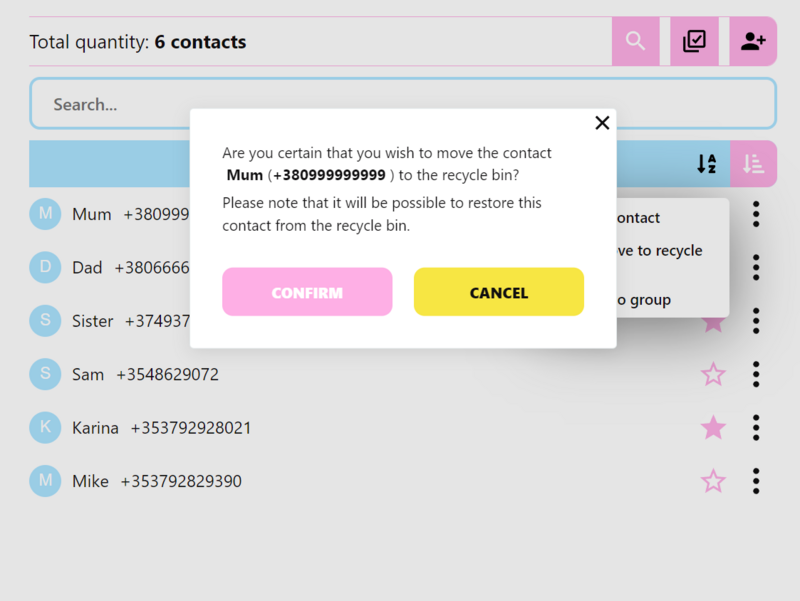 Total quantity: 6 contacts
Search...
Are you certain that you wish to move the contact
Mum (+380999999999 ) to the recycle bin?
Please note that it will be possible to restore this
contact from the recycle bin.
CONFIRM CANCEL
A
Z
ontact
ve to recycle
o group
M Mum +380999
D Dad +3806666
S Sister +374937
S Sam +3548629072
K Karina +353792928021
M Mike +353792829390